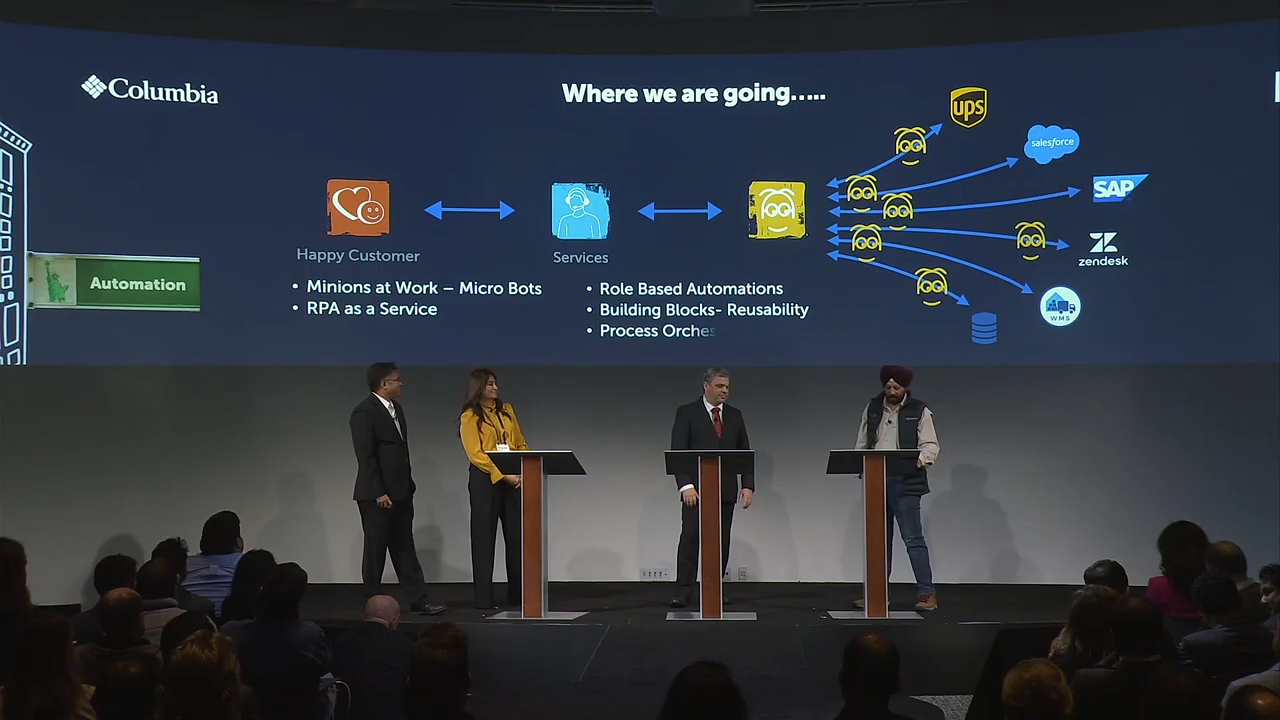 Columbia
Where we are going.....
ups
salesforce
SAP
zendesk
WMS
Automation
Happy Customer
Services
• Minions at Work – Micro Bots
• RPA as a Service
• Role Based Automations
• Building Blocks- Reusability
• Process Orches